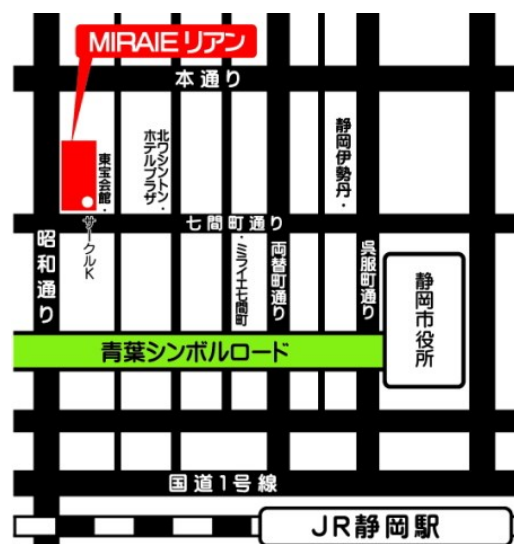 MIRAIE リアン
本通り
東宝会館・
北ワシントン・
ホテルプラザ
静岡伊勢丹・
七間町通り
昭和通り
サークルK
・ミライエ七間町
両替町通り
呉服町通り
静岡市役所
青葉シンボルロード
国道1号線
JR静岡駅